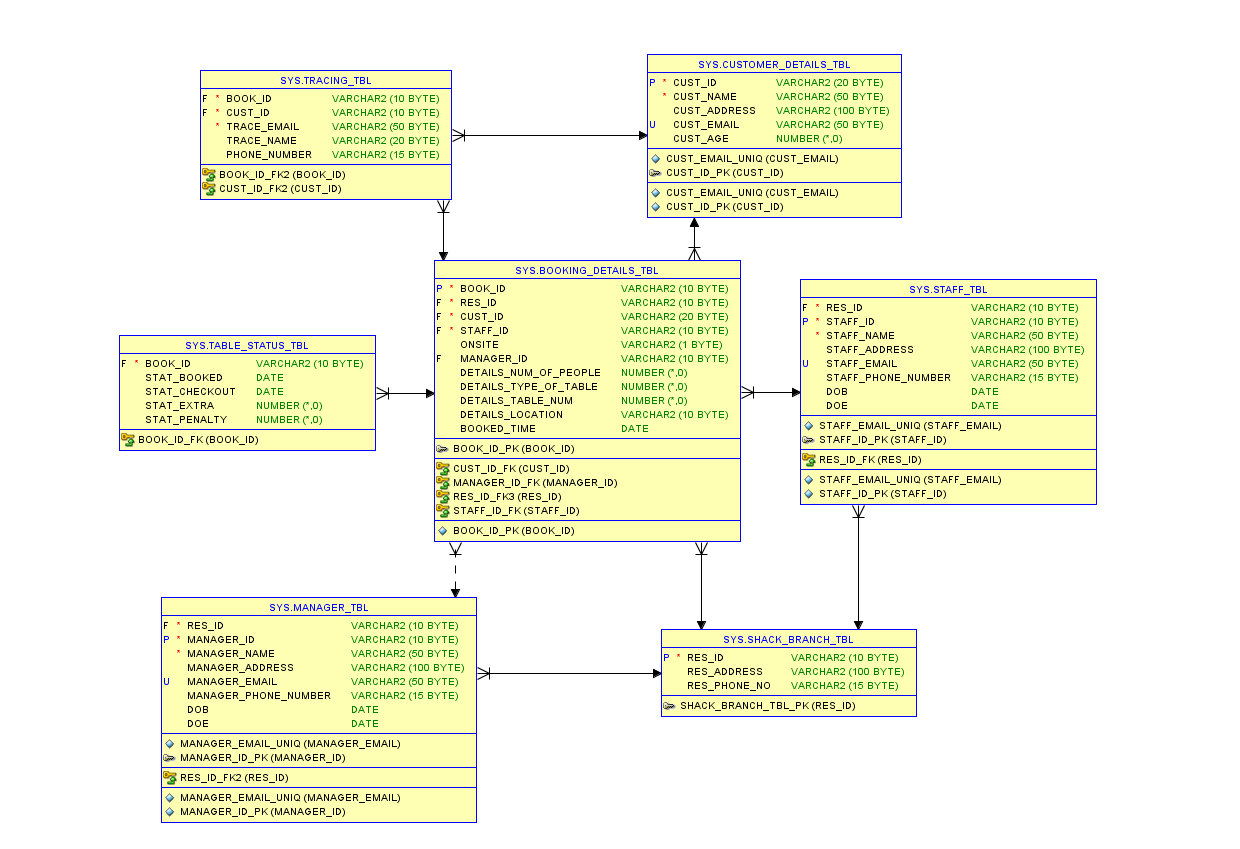 SYS.TRACING_TBL
F * BOOK_ID VARCHAR2 (10 BYTE)
F * CUST_ID VARCHAR2 (10 BYTE)
* TRACE_EMAIL VARCHAR2 (50 BYTE)
TRACE_NAME VARCHAR2 (20 BYTE)
PHONE_NUMBER VARCHAR2 (15 BYTE)
BOOK_ID_FK2 (BOOK_ID)
CUST_ID_FK2 (CUST_ID)
SYS.CUSTOMER_DETAILS_TBL
P * CUST_ID VARCHAR2 (20 BYTE)
* CUST_NAME VARCHAR2 (50 BYTE)
CUST_ADDRESS VARCHAR2 (100 BYTE)
U CUST_EMAIL VARCHAR2 (50 BYTE)
CUST_AGE NUMBER (*,0)
CUST_EMAIL_UNIQ (CUST_EMAIL)
CUST_ID_PK (CUST_ID)
CUST_EMAIL_UNIQ (CUST_EMAIL)
CUST_ID_PK (CUST_ID)
SYS.BOOKING_DETAILS_TBL
P * BOOK_ID VARCHAR2 (10 BYTE)
F * RES_ID VARCHAR2 (10 BYTE)
F * CUST_ID VARCHAR2 (20 BYTE)
F * STAFF_ID VARCHAR2 (10 BYTE)
ONSITE VARCHAR2 (1 BYTE)
F MANAGER_ID VARCHAR2 (10 BYTE)
DETAILS_NUM_OF_PEOPLE NUMBER (*,0)
DETAILS_TYPE_OF_TABLE NUMBER (*,0)
DETAILS_TABLE_NUM NUMBER (*,0)
DETAILS_LOCATION VARCHAR2 (10 BYTE)
BOOKED_TIME DATE
BOOK_ID_PK (BOOK_ID)
CUST_ID_FK (CUST_ID)
MANAGER_ID_FK (MANAGER_ID)
RES_ID_FK3 (RES_ID)
STAFF_ID_FK (STAFF_ID)
BOOK_ID_PK (BOOK_ID)
SYS.STAFF_TBL
F * RES_ID VARCHAR2 (10 BYTE)
P * STAFF_ID VARCHAR2 (10 BYTE)
* STAFF_NAME VARCHAR2 (50 BYTE)
STAFF_ADDRESS VARCHAR2 (100 BYTE)
U STAFF_EMAIL VARCHAR2 (50 BYTE)
STAFF_PHONE_NUMBER VARCHAR2 (15 BYTE)
DOB DATE
DOE DATE
STAFF_EMAIL_UNIQ (STAFF_EMAIL)
STAFF_ID_PK (STAFF_ID)
RES_ID_FK (RES_ID)
STAFF_EMAIL_UNIQ (STAFF_EMAIL)
STAFF_ID_PK (STAFF_ID)
SYS.TABLE_STATUS_TBL
F * BOOK_ID VARCHAR2 (10 BYTE)
STAT_BOOKED DATE
STAT_CHECKOUT DATE
STAT_EXTRA NUMBER (*,0)
STAT_PENALTY NUMBER (*,0)
BOOK_ID_FK (BOOK_ID)
SYS.MANAGER_TBL
F * RES_ID VARCHAR2 (10 BYTE)
P * MANAGER_ID VARCHAR2 (10 BYTE)
* MANAGER_NAME VARCHAR2 (50 BYTE)
MANAGER_ADDRESS VARCHAR2 (100 BYTE)
U MANAGER_EMAIL VARCHAR2 (50 BYTE)
MANAGER_PHONE_NUMBER VARCHAR2 (15 BYTE)
DOB DATE
DOE DATE
MANAGER_EMAIL_UNIQ (MANAGER_EMAIL)
MANAGER_ID_PK (MANAGER_ID)
RES_ID_FK2 (RES_ID)
MANAGER_EMAIL_UNIQ (MANAGER_EMAIL)
MANAGER_ID_PK (MANAGER_ID)
SYS.SHACK_BRANCH_TBL
P * RES_ID VARCHAR2 (10 BYTE)
RES_ADDRESS VARCHAR2 (100 BYTE)
RES_PHONE_NO VARCHAR2 (15 BYTE)
SHACK_BRANCH_TBL_PK (RES_ID)